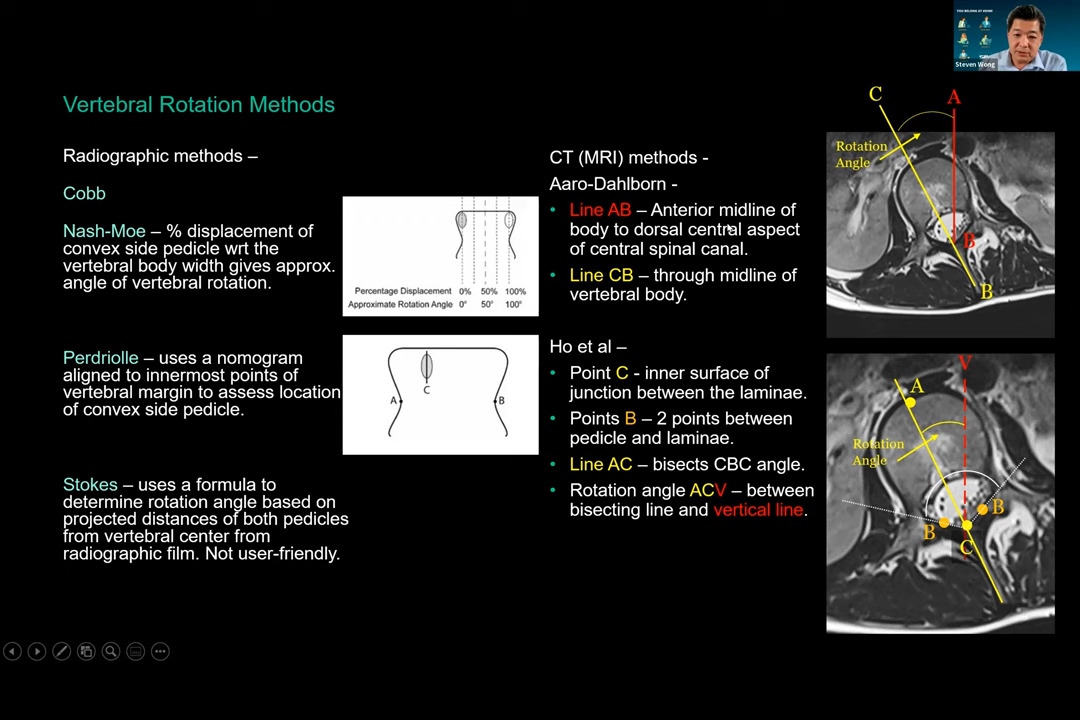 YOU BELONG AT HOME
Steven Wong
Vertebral Rotation Methods
Radiographic methods –
Cobb
Nash-Moe – % displacement of
convex side pedicle wrt the
vertebral body width gives approx.
angle of vertebral rotation.
Perdriolle – uses a nomogram
aligned to innermost points of
vertebral margin to assess location
of convex side pedicle.
Stokes – uses a formula to
determine rotation angle based on
projected distances of both pedicles
from vertebral center from
radiographic film. Not user-friendly.
Percentage Displacement 0% 50% 100%
Approximate Rotation Angle 0° 50° 100°
A
C
B
CT (MRI) methods -
Aaro-Dahlborn -
• Line AB – Anterior midline of
body to dorsal central aspect
of central spinal canal.
• Line CB – through midline of
vertebral body.
Ho et al –
• Point C - inner surface of
junction between the laminae.
• Points B – 2 points between
pedicle and laminae.
• Line AC – bisects CBC angle.
• Rotation angle ACV – between
bisecting line and vertical line.
C
A
Rotation
Angle
B
B
V
A
Rotation
Angle
B
B
C